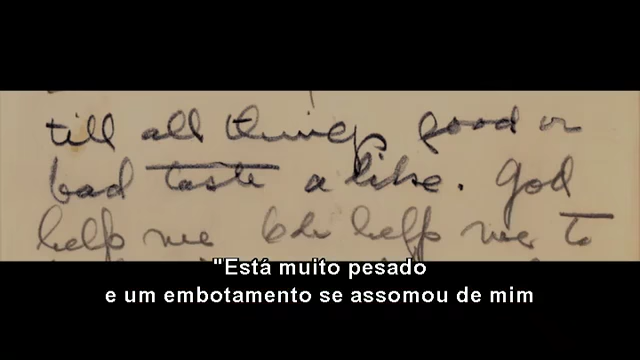 till all things good or
bad taste alike. God
help me help me to
"Está muito pesado
e um embotamento se assomou de mim